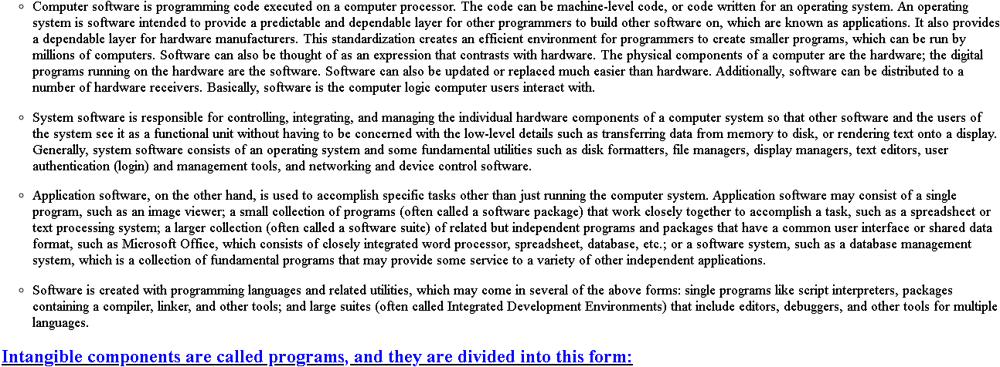 Computer software is programming code executed on a computer processor. The code can be machine-level code, or code written for an operating system. An operating
system is software intended to provide a predictable and dependable layer for other programmers to build other software on, which are known as applications. It also provides
a dependable layer for hardware manufacturers. This standardization creates an efficient environment for programmers to create smaller programs, which can be run by
millions of computers. Software can also be thought of as an expression that contrasts with hardware. The physical components of a computer are the hardware; the digital
programs running on the hardware are the software. Software can also be updated or replaced much easier than hardware. Additionally, software can be distributed to a
number of hardware receivers. Basically, software is the computer logic computer users interact with.
System software is responsible for controlling, integrating, and managing the individual hardware components of a computer system so that other software and the users of
the system see it as a functional unit without having to be concerned with the low-level details such as transferring data from memory to disk, or rendering text onto a display.
Generally, system software consists of an operating system and some fundamental utilities such as disk formatters, file managers, display managers, text editors, user
authentication (login) and management tools, and networking and device control software.
Application software, on the other hand, is used to accomplish specific tasks other than just running the computer system. Application software may consist of a single
program, such as an image viewer; a small collection of programs (often called a software package) that work closely together to accomplish a task, such as a spreadsheet or
text processing system; a larger collection (often called a software suite) of related but independent programs and packages that have a common user interface or shared data
format, such as Microsoft Office, which consists of closely integrated word processor, spreadsheet, database, etc.; or a software system, such as a database management
system, which is a collection of fundamental programs that may provide some service to a variety of other independent applications.
Software is created with programming languages and related utilities, which may come in several of the above forms: single programs like script interpreters, packages
containing a compiler, linker, and other tools; and large suites (often called Integrated Development Environments) that include editors, debuggers, and other tools for multiple
languages.
Intangible components are called programs, and they are divided into this form: